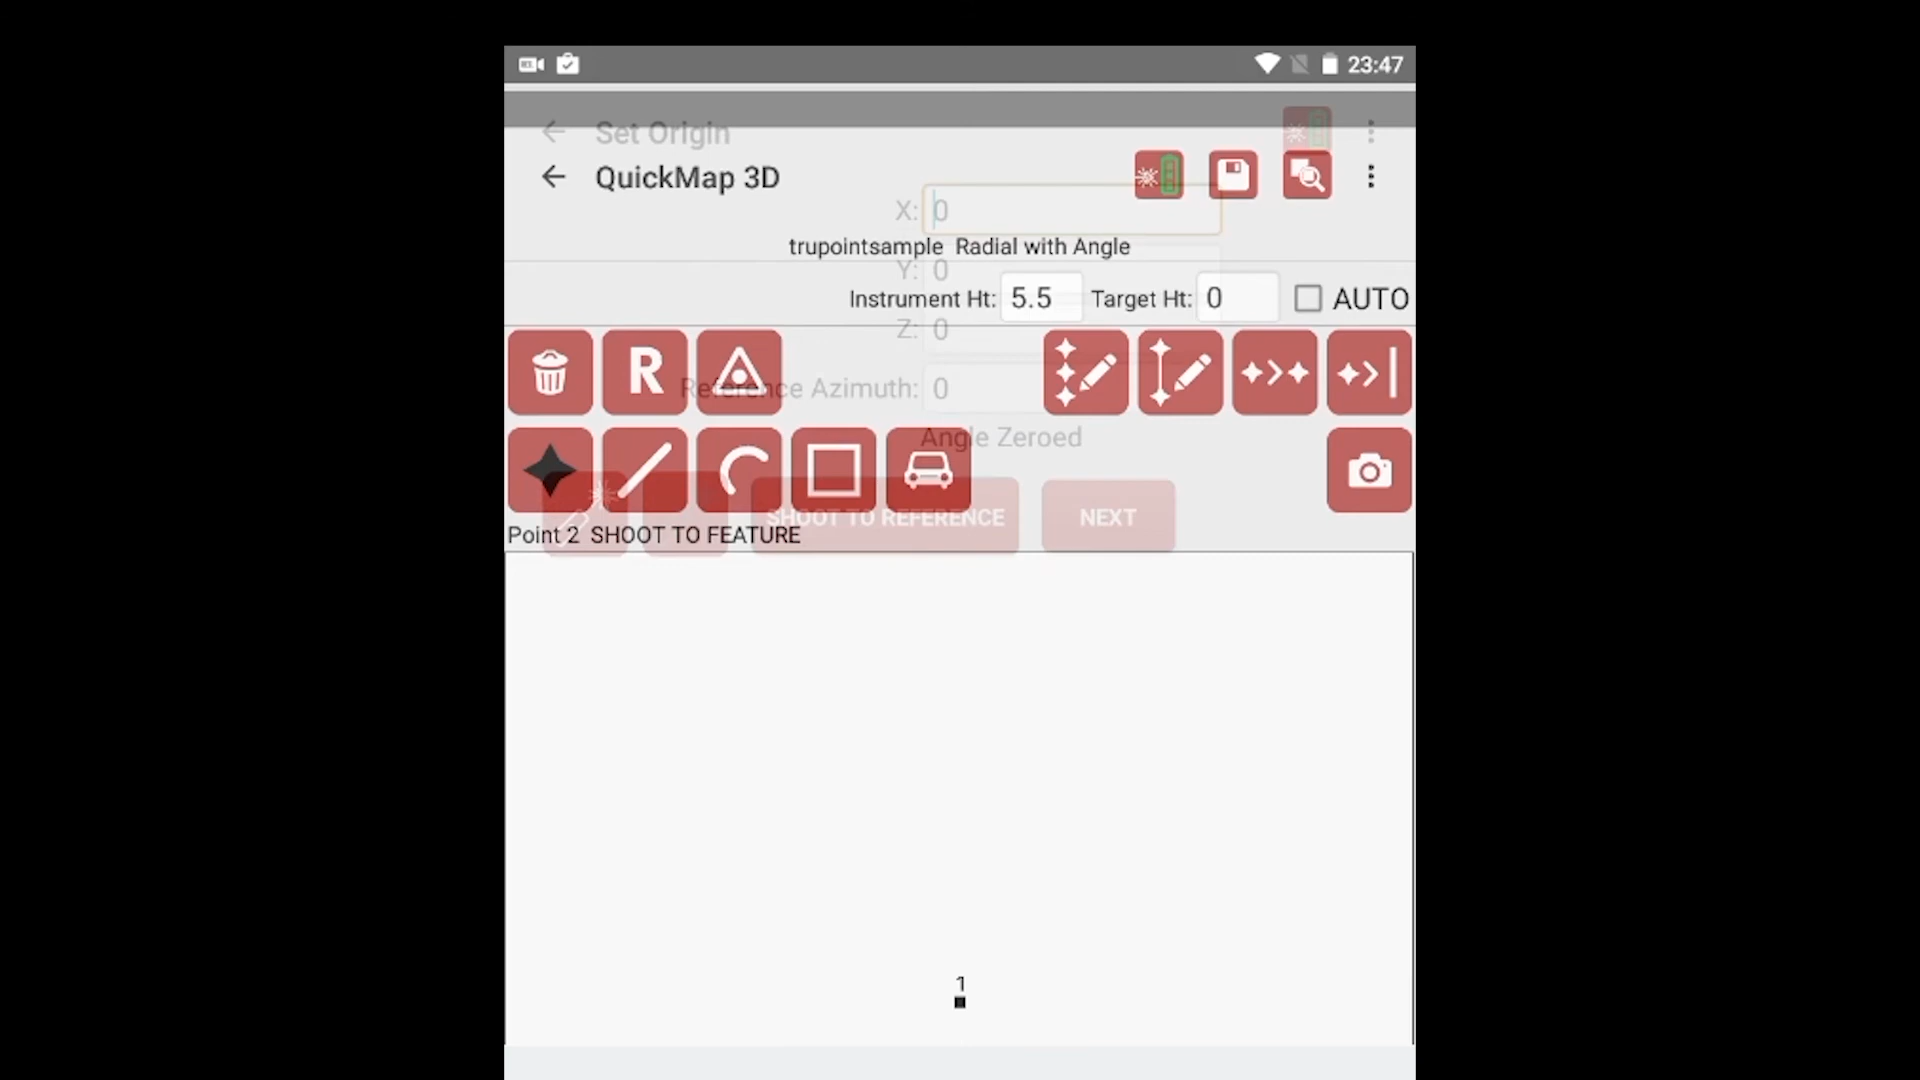 23:47
Set Origin
QuickMap 3D
X: 0
trupointsample Radial with Angle
Y: 0
Instrument Ht: 5.5 Target Ht: 0 AUTO
Z: 0
R
Reference Azimuth: 0
Angle Zeroed
SHOOT TO REFERENCE NEXT
Point 2 SHOOT TO FEATURE
1